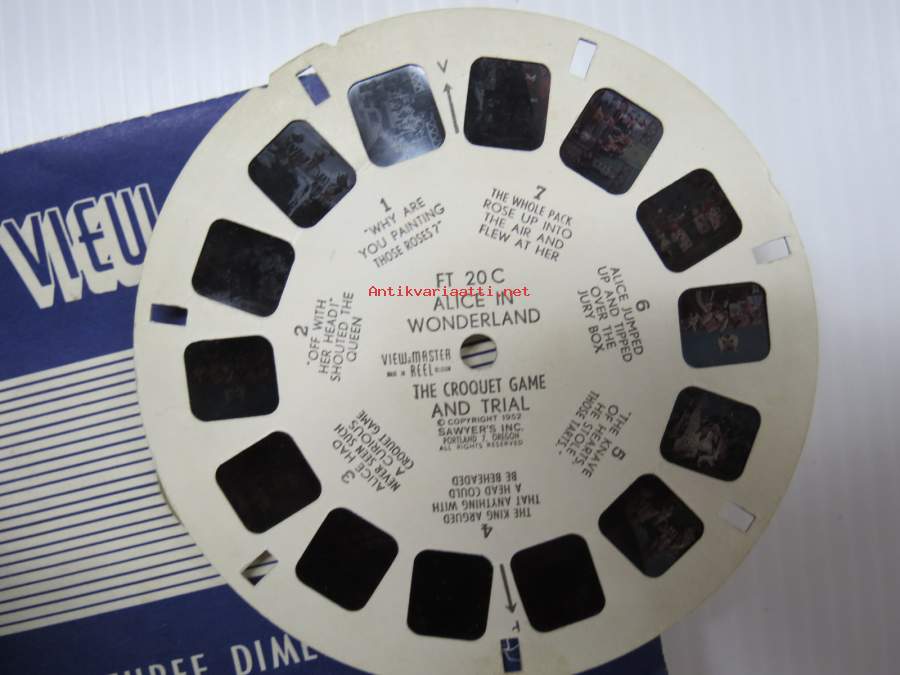 VIEW
THREE DIME
1
"WHY ARE
YOU PAINTING
THOSE ROSES?"
7
THE WHOLE PACK
ROSE UP INTO
THE AIR AND
FLEW AT HER
FT 20 C
Antikvariaatti.net
ALICE IN
WONDERLAND
2
"OFF WITH
HER HEAD!"
SHOUTED THE
QUEEN
6
ALICE JUMPED
UP AND TIPPED
OVER THE
JURY BOX
VIEW-MASTER
MADE IN REEL BELGIUM
THE CROQUET GAME
AND TRIAL
© COPYRIGHT 1952
SAWYER'S INC.
PORTLAND 7, OREGON
ALL RIGHTS RESERVED
3
ALICE HAD
NEVER SEEN SUCH
A CURIOUS
CROQUET GAME
5
"THE KNAVE
OF HEARTS,
HE STOLE
THOSE TARTS."
4
THE KING ARGUED
THAT ANYTHING WITH
A HEAD COULD
BE BEHEADED